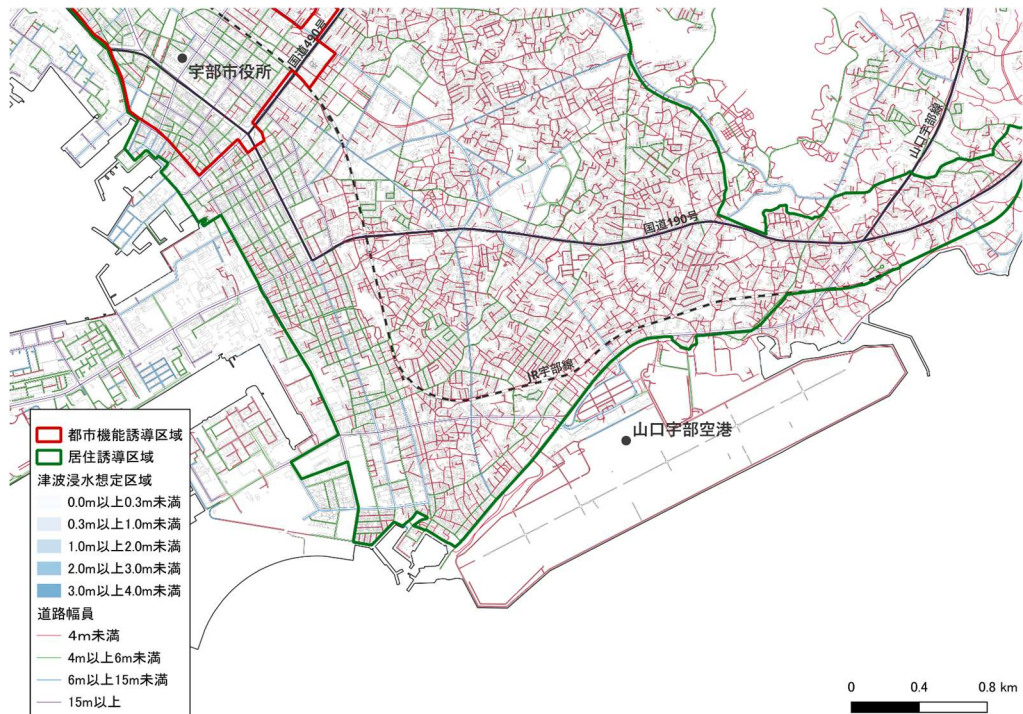 国道490号
宇部市役所
山口宇部線
国道190号
JR宇部線
山口宇部空港
都市機能誘導区域
居住誘導区域
津波浸水想定区域
0.0m以上0.3m未満
0.3m以上1.0m未満
1.0m以上2.0m未満
2.0m以上3.0m未満
3.0m以上4.0m未満
道路幅員
4m未満
4m以上6m未満
6m以上15m未満
15m以上
0 0.4 0.8 km